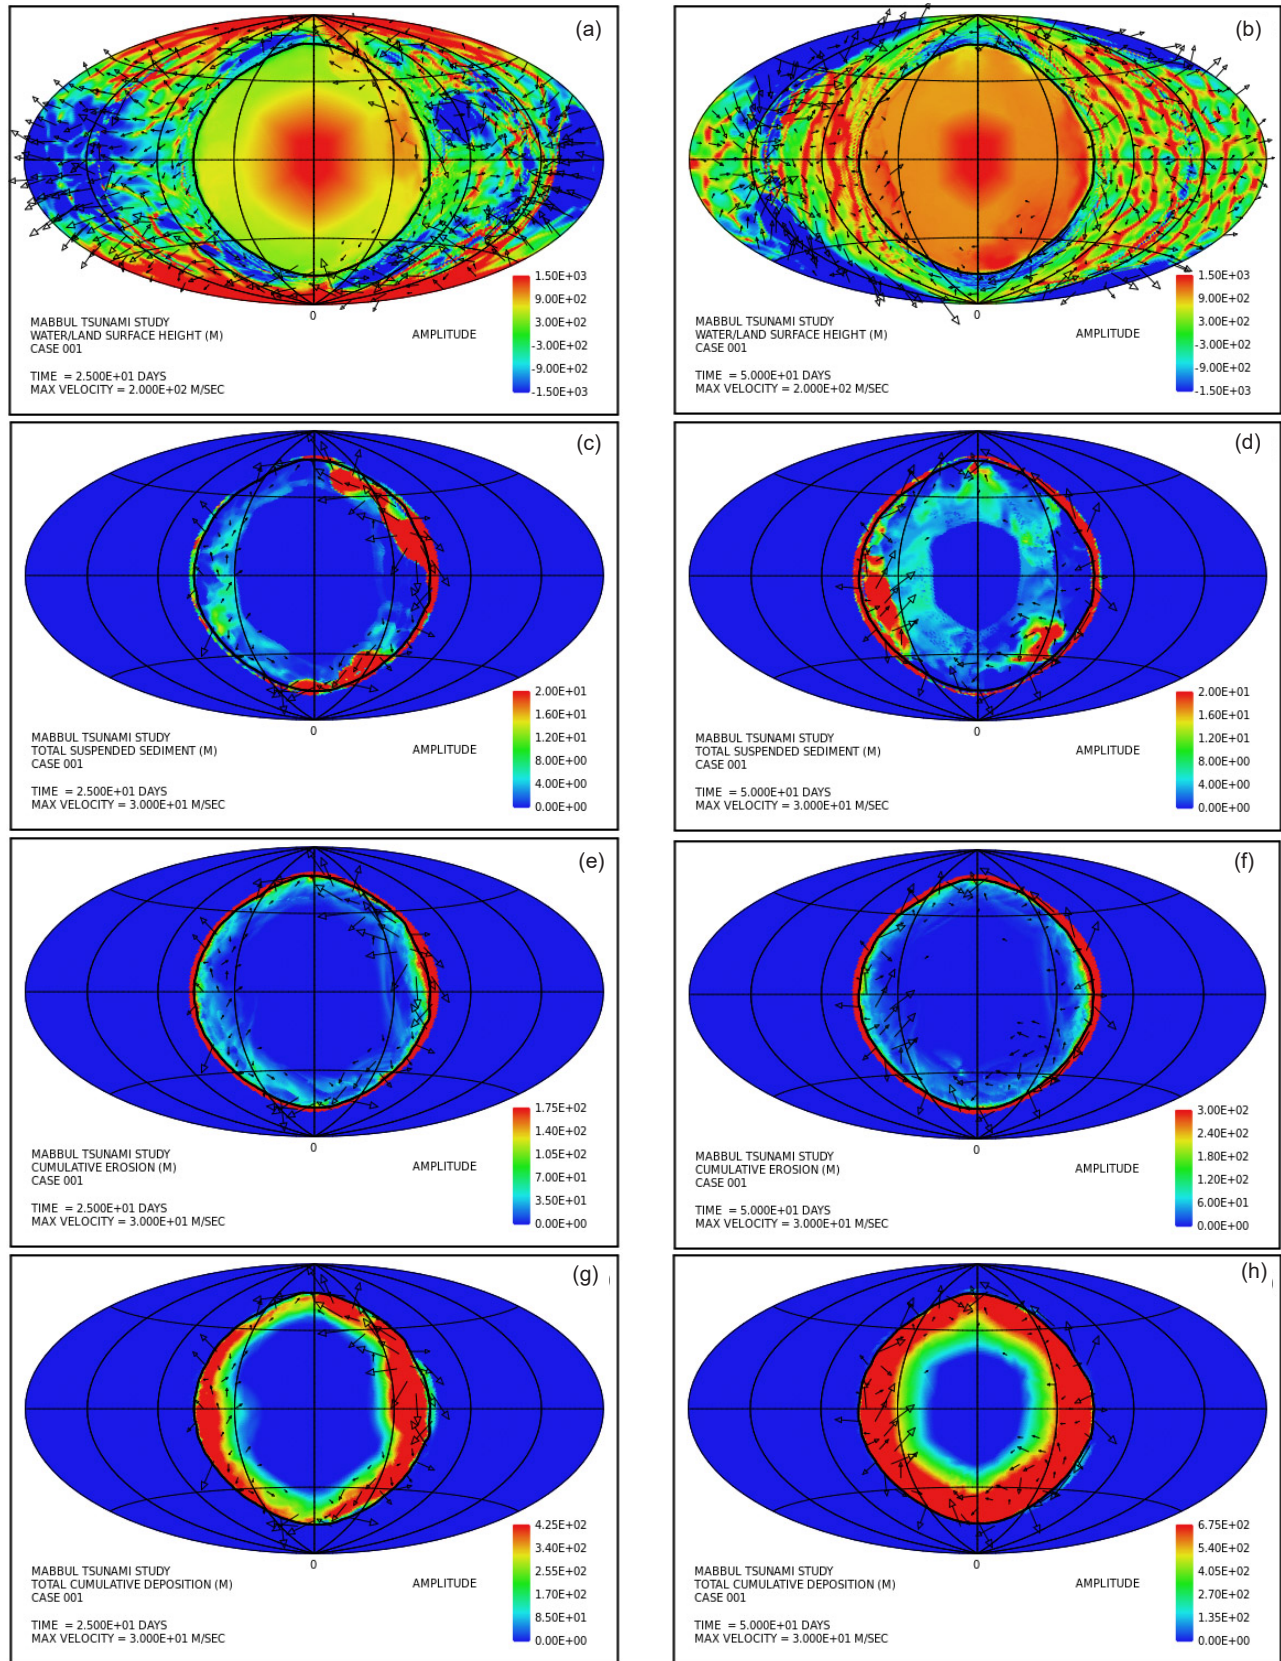 (a)
1.50E+03
9.00E+02
3.00E+02
-3.00E+02
-9.00E+02
-1.50E+03
0
AMPLITUDE
MABBUL TSUNAMI STUDY
WATER/LAND SURFACE HEIGHT (M)
CASE 001
TIME = 2.500E+01 DAYS
MAX VELOCITY = 2.000E+02 M/SEC
(b)
1.50E+03
9.00E+02
3.00E+02
-3.00E+02
-9.00E+02
-1.50E+03
0
AMPLITUDE
MABBUL TSUNAMI STUDY
WATER/LAND SURFACE HEIGHT (M)
CASE 001
TIME = 5.000E+01 DAYS
MAX VELOCITY = 2.000E+02 M/SEC
(c)
2.00E+01
1.60E+01
1.20E+01
8.00E+00
4.00E+00
0.00E+00
0
AMPLITUDE
MABBUL TSUNAMI STUDY
TOTAL SUSPENDED SEDIMENT (M)
CASE 001
TIME = 2.500E+01 DAYS
MAX VELOCITY = 3.000E+01 M/SEC
(d)
2.00E+01
1.60E+01
1.20E+01
8.00E+00
4.00E+00
0.00E+00
0
AMPLITUDE
MABBUL TSUNAMI STUDY
TOTAL SUSPENDED SEDIMENT (M)
CASE 001
TIME = 5.000E+01 DAYS
MAX VELOCITY = 3.000E+01 M/SEC
(e)
1.75E+02
1.40E+02
1.05E+02
7.00E+01
3.50E+01
0.00E+00
0
AMPLITUDE
MABBUL TSUNAMI STUDY
CUMULATIVE EROSION (M)
CASE 001
TIME = 2.500E+01 DAYS
MAX VELOCITY = 3.000E+01 M/SEC
(f)
3.00E+02
2.40E+02
1.80E+02
1.20E+02
6.00E+01
0.00E+00
0
AMPLITUDE
MABBUL TSUNAMI STUDY
CUMULATIVE EROSION (M)
CASE 001
TIME = 5.000E+01 DAYS
MAX VELOCITY = 3.000E+01 M/SEC
(g)
4.25E+02
3.40E+02
2.55E+02
1.70E+02
8.50E+01
0.00E+00
0
AMPLITUDE
MABBUL TSUNAMI STUDY
TOTAL CUMULATIVE DEPOSITION (M)
CASE 001
TIME = 2.500E+01 DAYS
MAX VELOCITY = 3.000E+01 M/SEC
(h)
6.75E+02
5.40E+02
4.05E+02
2.70E+02
1.35E+02
0.00E+00
0
AMPLITUDE
MABBUL TSUNAMI STUDY
TOTAL CUMULATIVE DEPOSITION (M)
CASE 001
TIME = 5.000E+01 DAYS
MAX VELOCITY = 3.000E+01 M/SEC